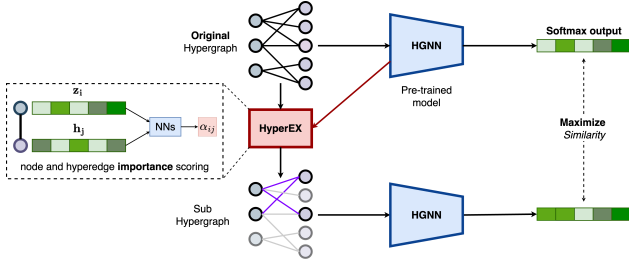 Original
Hypergraph
HGNN
Softmax output
Pre-trained
model
z_i
h_j
NNs
α_ij
node and hyperedge importance scoring
HyperEX
Maximize
Similarity
Sub
Hypergraph
HGNN